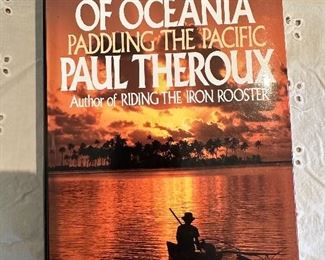 OF OCEANIA
PADDLING THE PACIFIC
PAUL THEROUX
Author of RIDING THE IRON ROOSTER